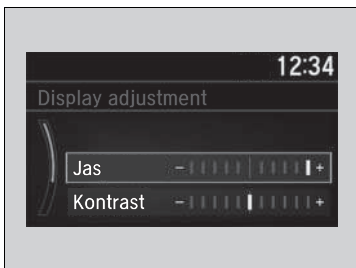 12:34
Display adjustment
Jas - +
Kontrast - +